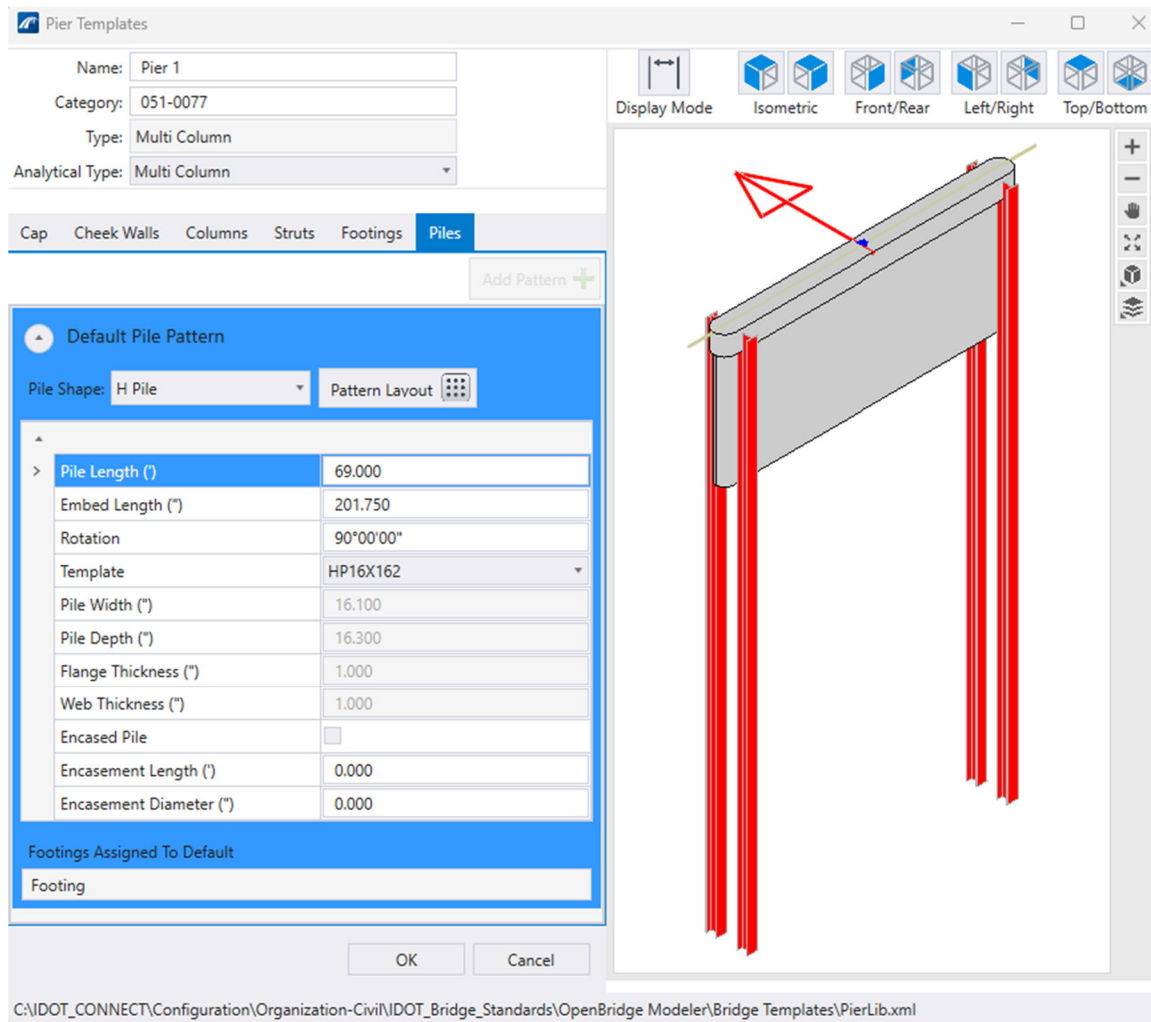 Pier Templates
Name: Pier 1
Category: 051-0077
Type: Multi Column
Analytical Type: Multi Column
Display Mode Isometric Front/Rear Left/Right Top/Bottom
Cap Cheek Walls Columns Struts Footings Piles
Add Pattern
Default Pile Pattern
Pile Shape: H Pile Pattern Layout
Pile Length (') 69.000
Embed Length (") 201.750
Rotation 90°00'00"
Template HP16X162
Pile Width (") 16.100
Pile Depth (") 16.300
Flange Thickness (") 1.000
Web Thickness (") 1.000
Encased Pile
Encasement Length (') 0.000
Encasement Diameter (") 0.000
Footings Assigned To Default
Footing
OK Cancel
C:\IDOT_CONNECT\Configuration\Organization-Civil\IDOT_Bridge_Standards\OpenBridge Modeler\Bridge Templates\PierLib.xml